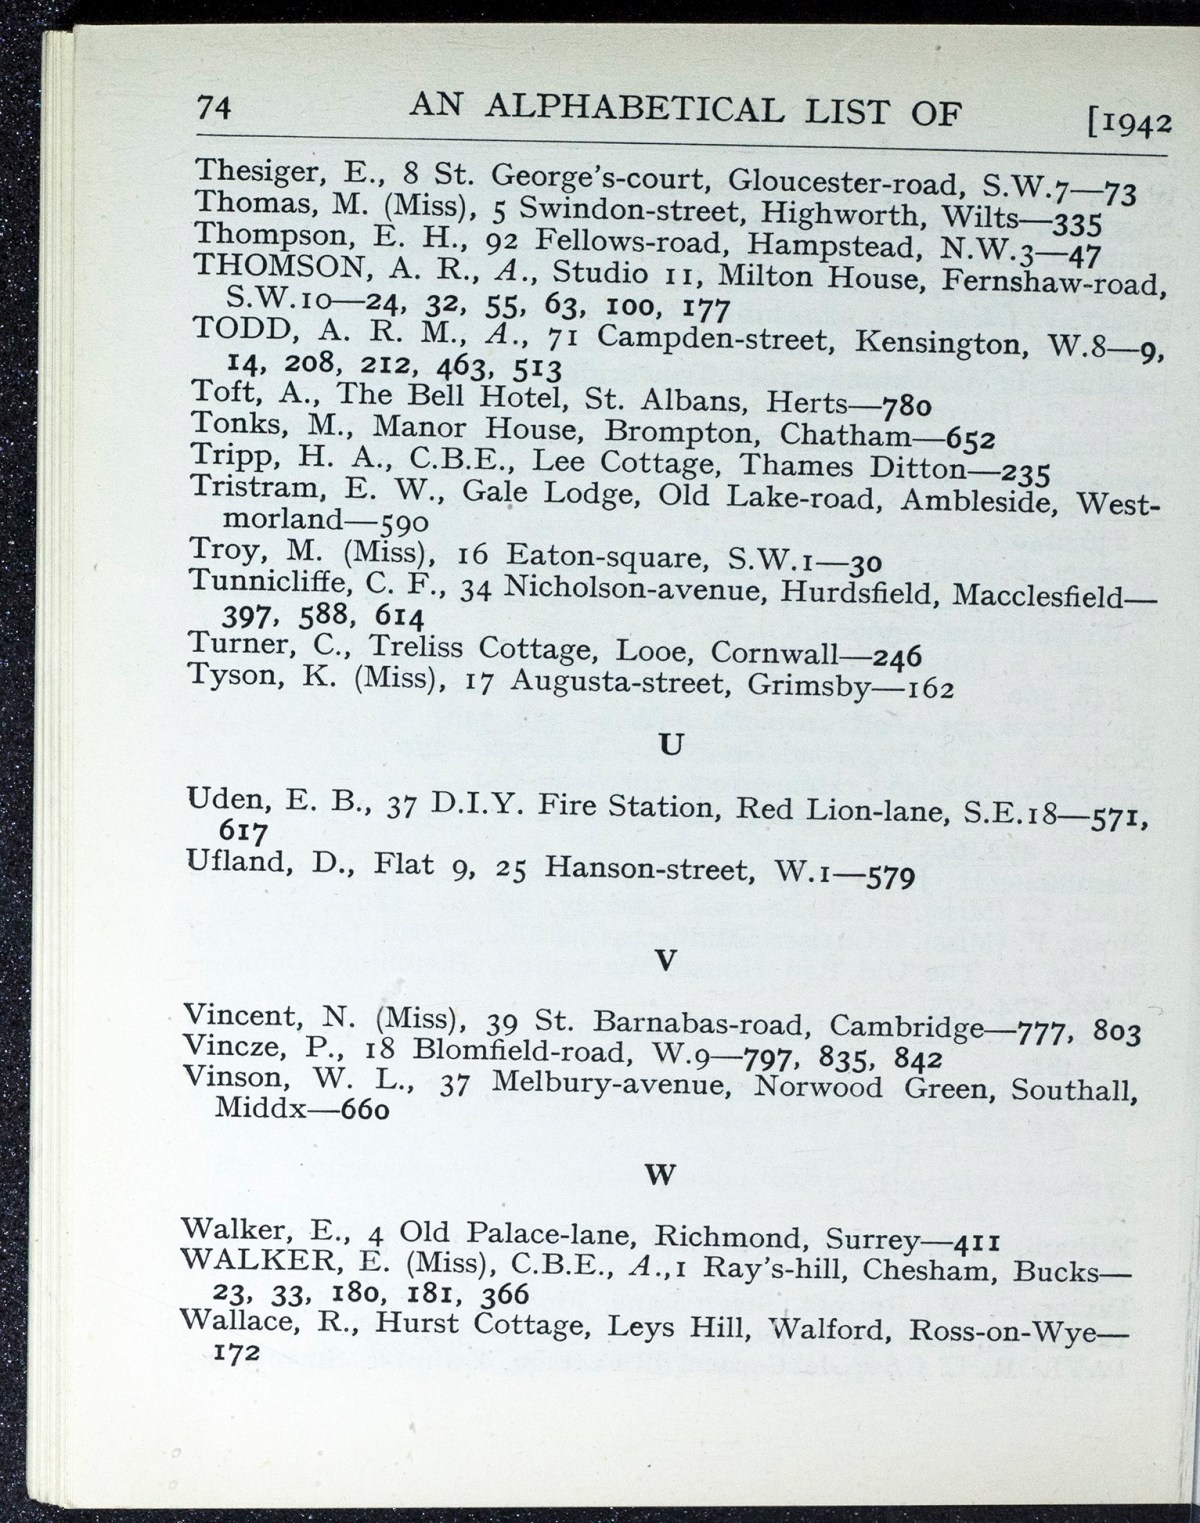 74 AN ALPHABETICAL LIST OF [1942
Thesiger, E., 8 St. George's-court, Gloucester-road, S.W.7—73
Thomas, M. (Miss), 5 Swindon-street, Highworth, Wilts—335
Thompson, E. H., 92 Fellows-road, Hampstead, N.W.3—47
THOMSON, A. R., A., Studio 11, Milton House, Fernshaw-road,
S.W.10—24, 32, 55, 63, 100, 177
TODD, A. R. M., A., 71 Campden-street, Kensington, W.8—9,
14, 208, 212, 463, 513
Toft, A., The Bell Hotel, St. Albans, Herts—780
Tonks, M., Manor House, Brompton, Chatham—652
Tripp, H. A., C.B.E., Lee Cottage, Thames Ditton—235
Tristram, E. W., Gale Lodge, Old Lake-road, Ambleside, West-
morland—590
Troy, M. (Miss), 16 Eaton-square, S.W.1—30
Tunnicliffe, C. F., 34 Nicholson-avenue, Hurdsfield, Macclesfield—
397, 588, 614
Turner, C., Treliss Cottage, Looe, Cornwall—246
Tyson, K. (Miss), 17 Augusta-street, Grimsby—162
U
Uden, E. B., 37 D.I.Y. Fire Station, Red Lion-lane, S.E.18—571,
617
Ufland, D., Flat 9, 25 Hanson-street, W.1—579
V
Vincent, N. (Miss), 39 St. Barnabas-road, Cambridge—777, 803
Vincze, P., 18 Blomfield-road, W.9—797, 835, 842
Vinson, W. L., 37 Melbury-avenue, Norwood Green, Southall,
Middx—660
W
Walker, E., 4 Old Palace-lane, Richmond, Surrey—411
WALKER, E. (Miss), C.B.E., A.,1 Ray's-hill, Chesham, Bucks—
23, 33, 180, 181, 366
Wallace, R., Hurst Cottage, Leys Hill, Walford, Ross-on-Wye—
172